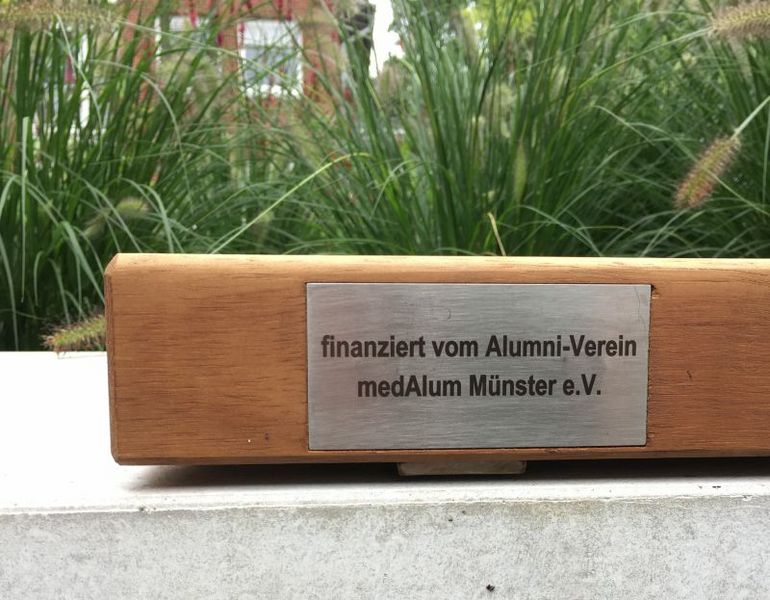 finanziert vom Alumni-Verein
medAlum Münster e.V.